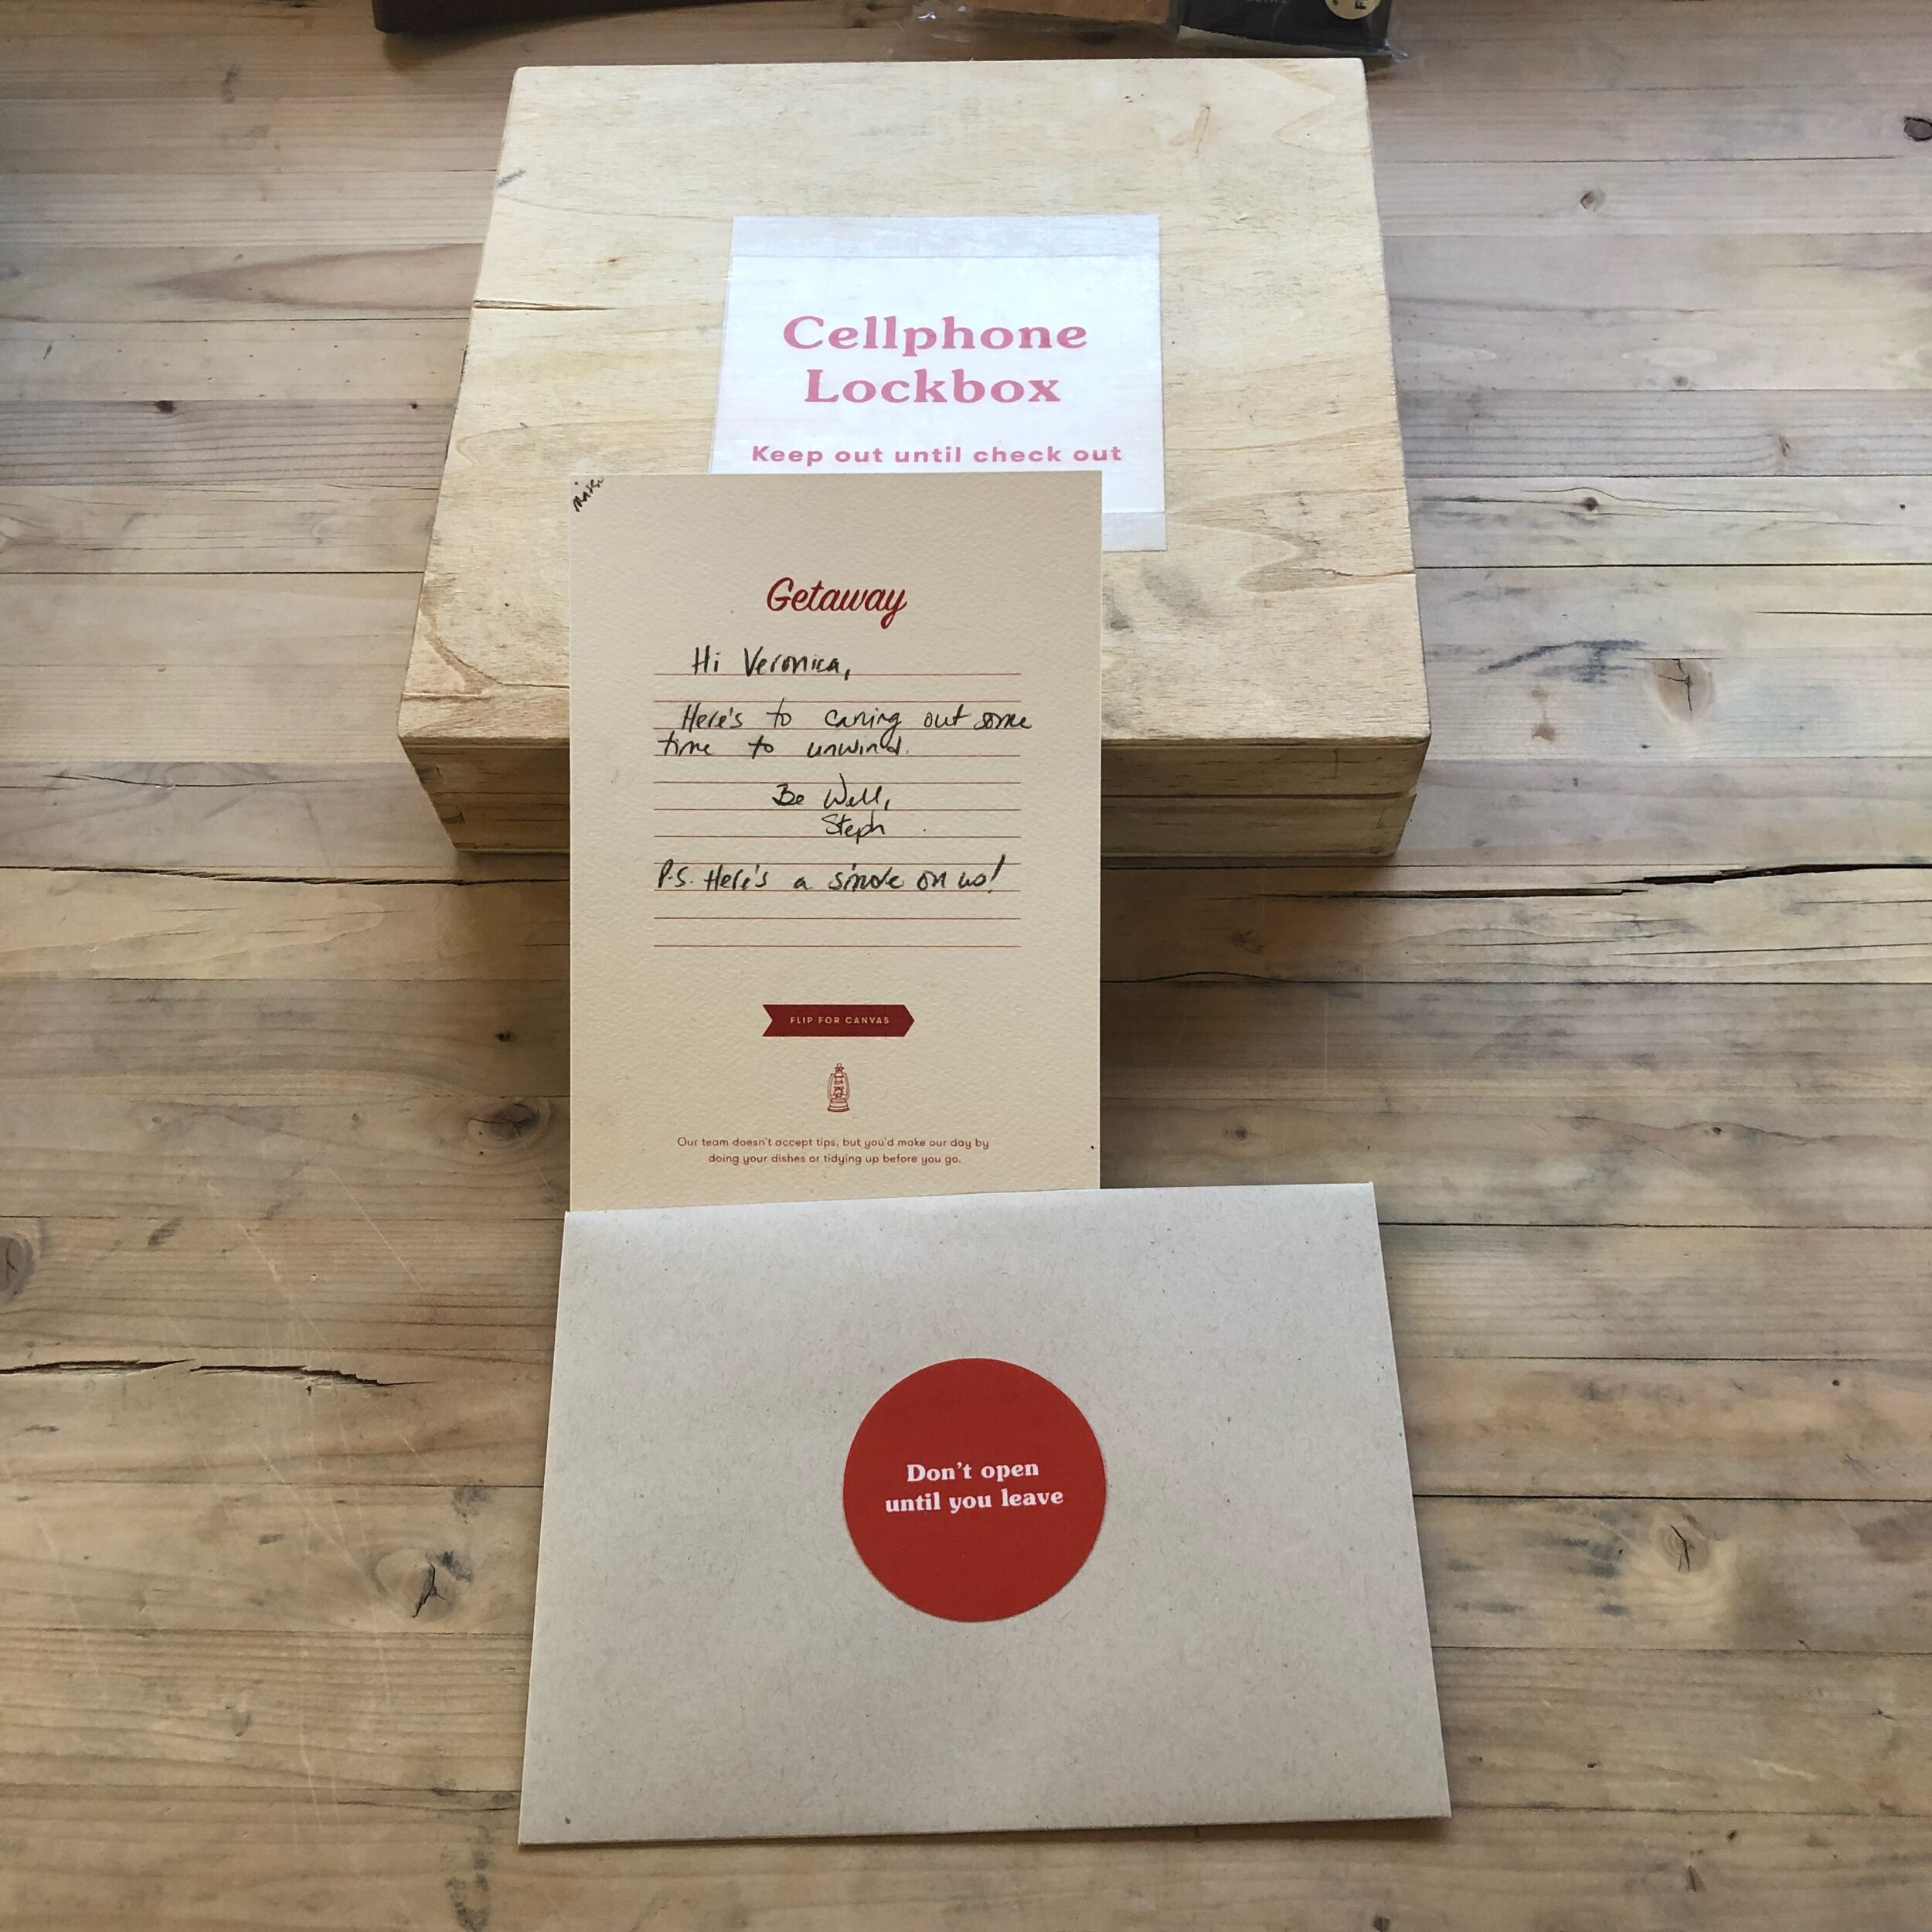 Cellphone
Lockbox
Keep out until check out
Getaway
Hi Veronica,
Here's to carving out some
time to unwind.
Be Well,
Steph
P.S. Here's a s'more on us!
FLIP FOR CANVAS
Our team doesn't accept tips, but you'd make our day by
doing your dishes or tidying up before you go.
Don't open
until you leave